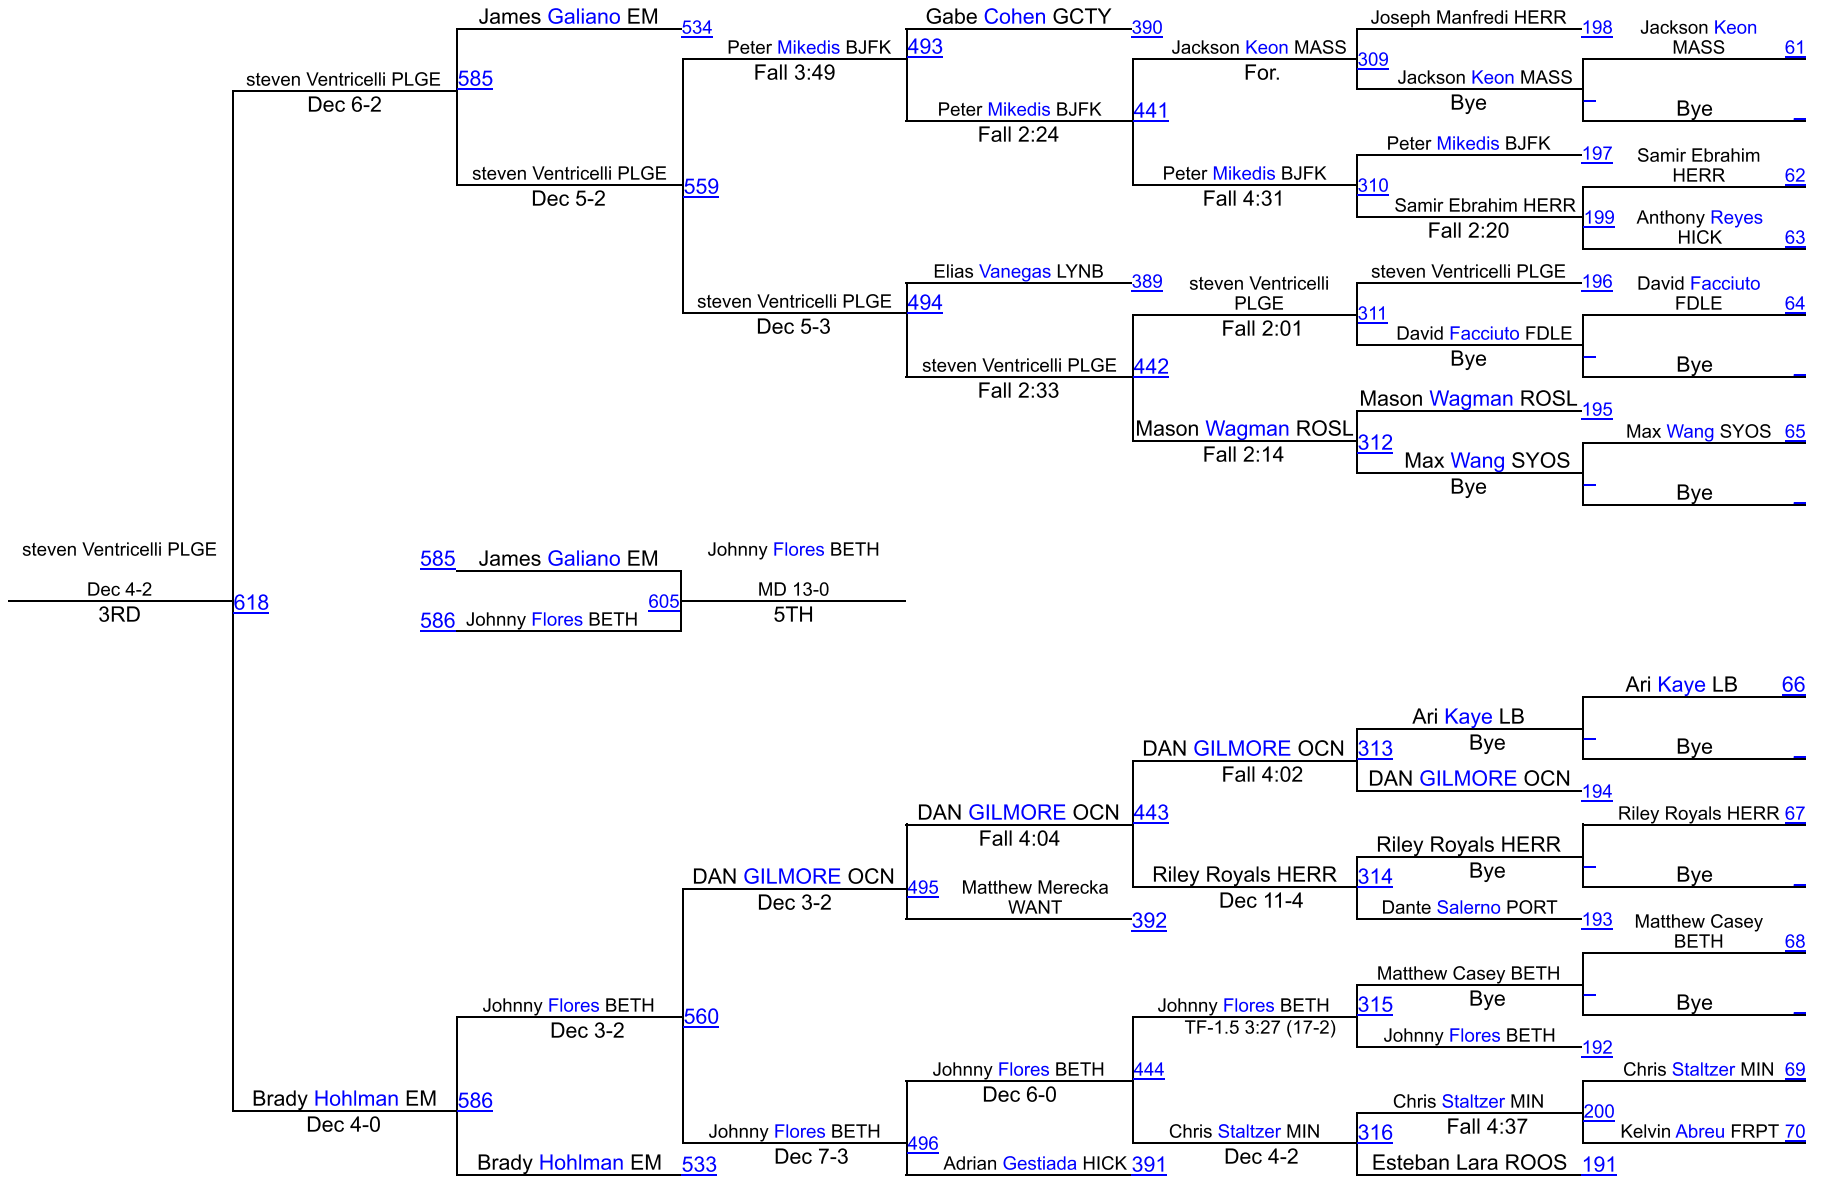 James Galiano EM
534
steven Ventricelli PLGE
Dec 6-2
585
steven Ventricelli PLGE
Dec 5-2
Peter Mikedis BJFK
Fall 3:49
493
559
steven Ventricelli PLGE
Dec 5-3
Gabe Cohen GCTY
390
Peter Mikedis BJFK
Fall 2:24
441
Elias Vanegas LYNB
389
494
steven Ventricelli PLGE
Fall 2:33
442
Jackson Keon MASS
For.
309
Peter Mikedis BJFK
Fall 4:31
310
steven Ventricelli
PLGE
Fall 2:01
311
Mason Wagman ROSL
Fall 2:14
312
Joseph Manfredi HERR
198
Jackson Keon MASS
Bye
Peter Mikedis BJFK
197
Samir Ebrahim HERR
Fall 2:20
199
steven Ventricelli PLGE
196
David Facciuto FDLE
Bye
Mason Wagman ROSL
195
Max Wang SYOS
Bye
Jackson Keon
MASS
61
Bye
Samir Ebrahim
HERR
62
Anthony Reyes
HICK
63
David Facciuto
FDLE
64
Bye
Max Wang SYOS
65
Bye
steven Ventricelli PLGE
Dec 4-2
3RD
618
585
James Galiano EM
586
Johnny Flores BETH
605
Johnny Flores BETH
MD 13-0
5TH
Brady Hohlman EM
Dec 4-0
586
Johnny Flores BETH
Dec 3-2
560
Brady Hohlman EM
533
DAN GILMORE OCN
Dec 3-2
495
Johnny Flores BETH
Dec 7-3
496
DAN GILMORE OCN
Fall 4:04
443
Matthew Merecka
WANT
392
Johnny Flores BETH
Dec 6-0
444
Adrian Gestiada HICK
391
DAN GILMORE OCN
Fall 4:02
313
Riley Royals HERR
Dec 11-4
314
Johnny Flores BETH
TF-1.5 3:27 (17-2)
315
Chris Staltzer MIN
Dec 4-2
316
Ari Kaye LB
Bye
DAN GILMORE OCN
194
Riley Royals HERR
Bye
Dante Salerno PORT
193
Matthew Casey BETH
Bye
Johnny Flores BETH
192
Chris Staltzer MIN
Fall 4:37
200
Esteban Lara ROOS
191
Ari Kaye LB
66
Bye
Riley Royals HERR
67
Bye
Matthew Casey
BETH
68
Bye
Chris Staltzer MIN
69
Kelvin Abreu FRPT
70